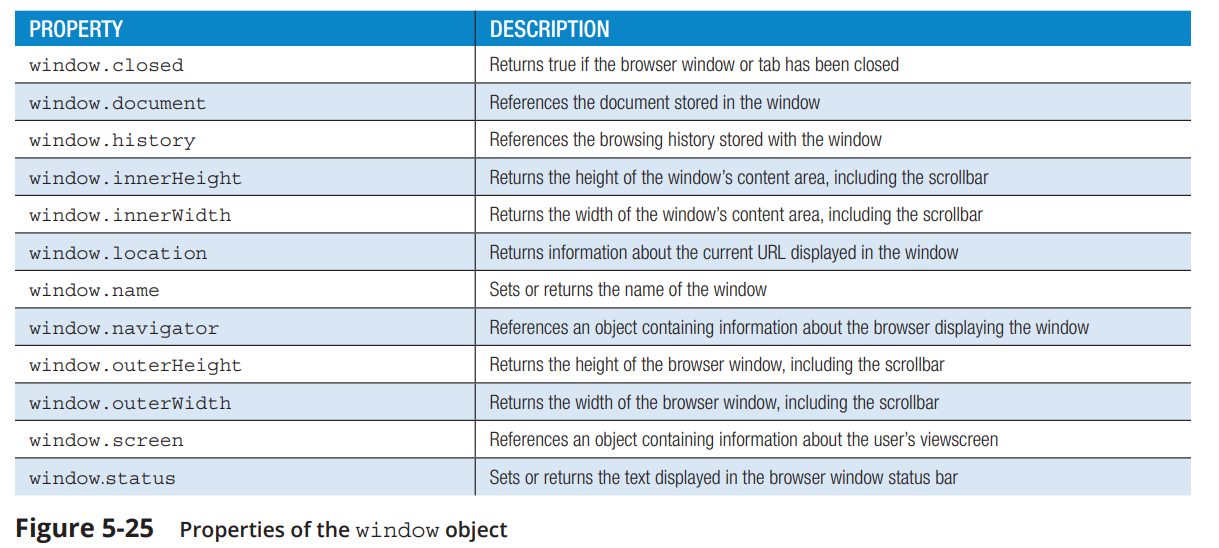 PROPERTY DESCRIPTION
window.closed Returns true if the browser window or tab has been closed
window.document References the document stored in the window
window.history References the browsing history stored with the window
window.innerHeight Returns the height of the window’s content area, including the scrollbar
window.innerWidth Returns the width of the window’s content area, including the scrollbar
window.location Returns information about the current URL displayed in the window
window.name Sets or returns the name of the window
window.navigator References an object containing information about the browser displaying the window
window.outerHeight Returns the height of the browser window, including the scrollbar
window.outerWidth Returns the width of the browser window, including the scrollbar
window.screen References an object containing information about the user’s viewscreen
window.status Sets or returns the text displayed in the browser window status bar
Figure 5-25 Properties of the window object